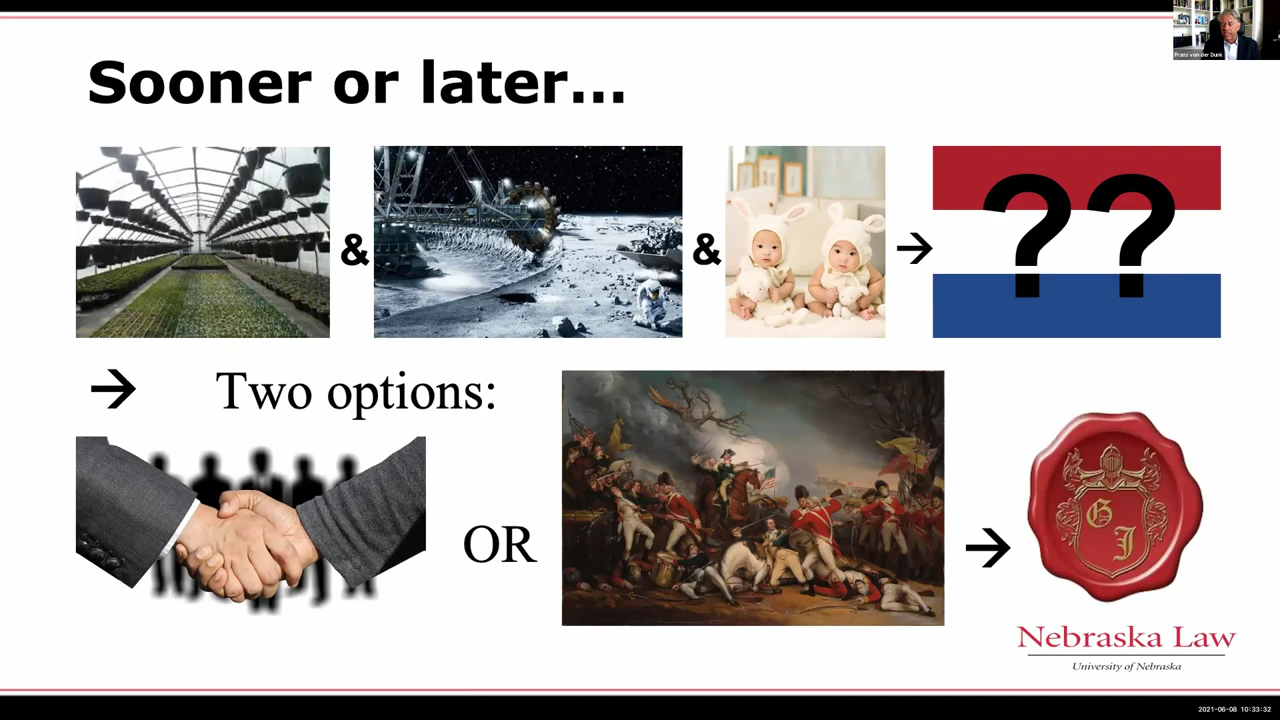 Frans von der Dunk
Sooner or later...
&
&
→
??
→ Two options:
OR
→
G J
Nebraska Law
University of Nebraska
2021-06-08 10:33:32